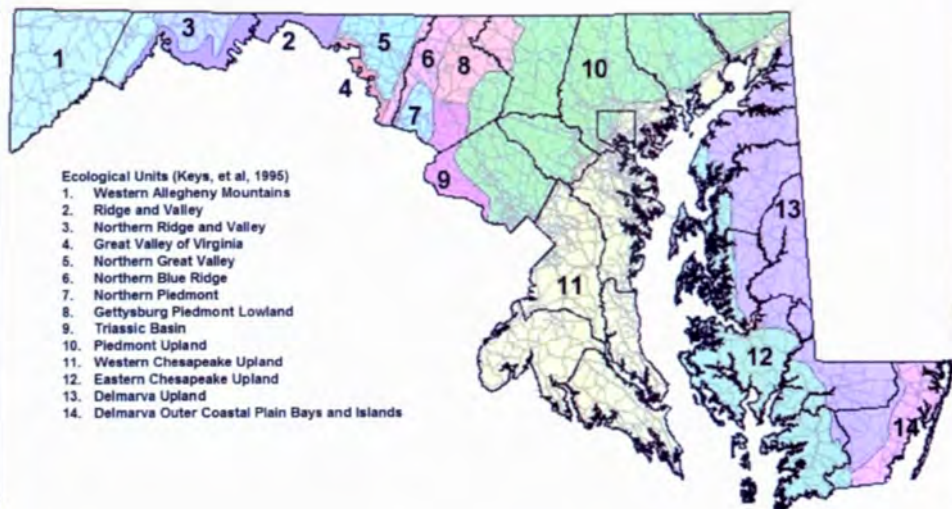 1
3
2
5
6
8
10
4
7
9
13
11
12
14
Ecological Units (Keys, et al, 1995)
1. Western Allegheny Mountains
2. Ridge and Valley
3. Northern Ridge and Valley
4. Great Valley of Virginia
5. Northern Great Valley
6. Northern Blue Ridge
7. Northern Piedmont
8. Gettysburg Piedmont Lowland
9. Triassic Basin
10. Piedmont Upland
11. Western Chesapeake Upland
12. Eastern Chesapeake Upland
13. Delmarva Upland
14. Delmarva Outer Coastal Plain Bays and Islands